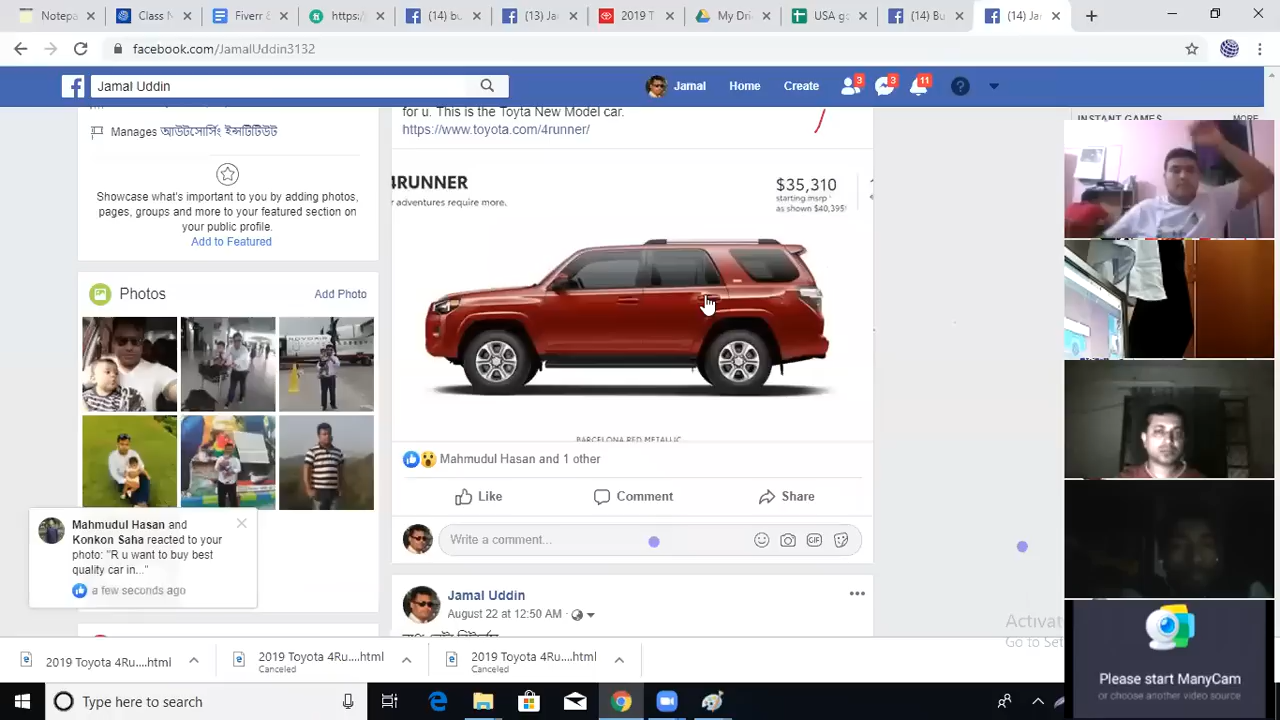 Notepa
Class N
Fiverr &
https:/
(14) bu
(13) Jan
2019 T
My Dri
USA go
(14) Bu
(14) Ja
facebook.com/JamalUddin3132
Jamal Uddin
Jamal
Home
Create
3
3
11
Manages আউটসোর্সিং ইন্সটিটিউট
Showcase what's important to you by adding photos,
pages, groups and more to your featured section on
your public profile.
Add to Featured
Photos
Add Photo
for u. This is the Toyta New Model car.
https://www.toyota.com/4runner/
INSTANT GAMES
MORE
4RUNNER
r adventures require more.
$35,310
starting msrp *
as shown $40,395
BARCELONA RED METALLIC
Mahmudul Hasan and 1 other
Like
Comment
Share
Write a comment...
GIF
Mahmudul Hasan and
Konkon Saha reacted to your
photo: "R u want to buy best
quality car in..."
a few seconds ago
Jamal Uddin
August 22 at 12:50 AM
Activat
Go to Set
Please start ManyCam
or choose another video source
2019 Toyota 4Ru....html
2019 Toyota 4Ru....html
Canceled
2019 Toyota 4Ru....html
Canceled
Type here to search